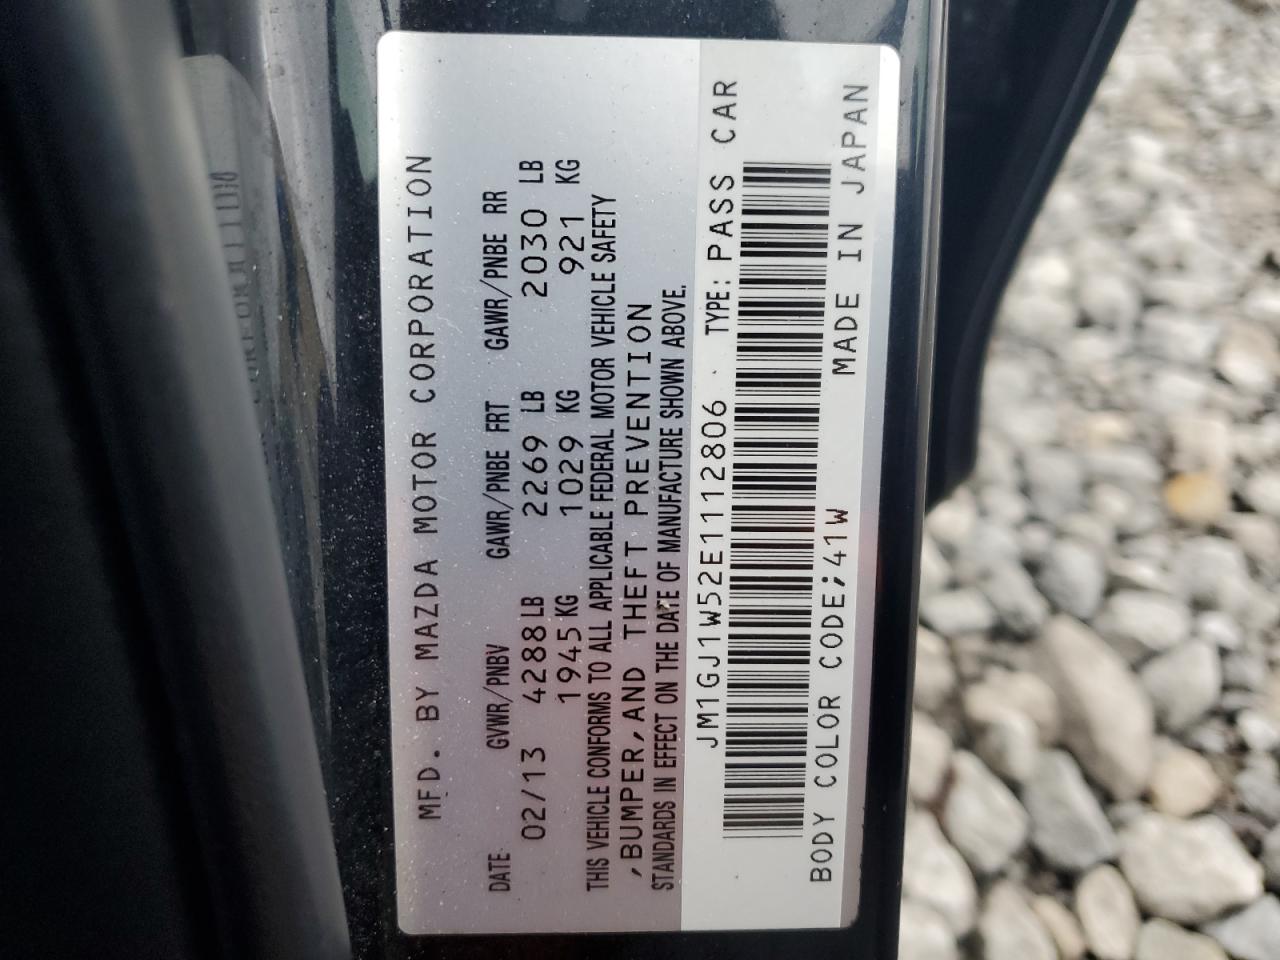 MFD. BY MAZDA MOTOR CORPORATION
DATE GVWR/PNBV GAWR/PNBE FRT GAWR/PNBE RR
02/13 4288LB 2269 LB 2030 LB
1945KG 1029 KG 921 KG
THIS VEHICLE CONFORMS TO ALL APPLICABLE FEDERAL MOTOR VEHICLE SAFETY
,BUMPER,AND THEFT PREVENTION
STANDARDS IN EFFECT ON THE DATE OF MANUFACTURE SHOWN ABOVE.
JM1GJ1W52E1112806 TYPE: PASS CAR
BODY COLOR CODE;41W MADE IN JAPAN